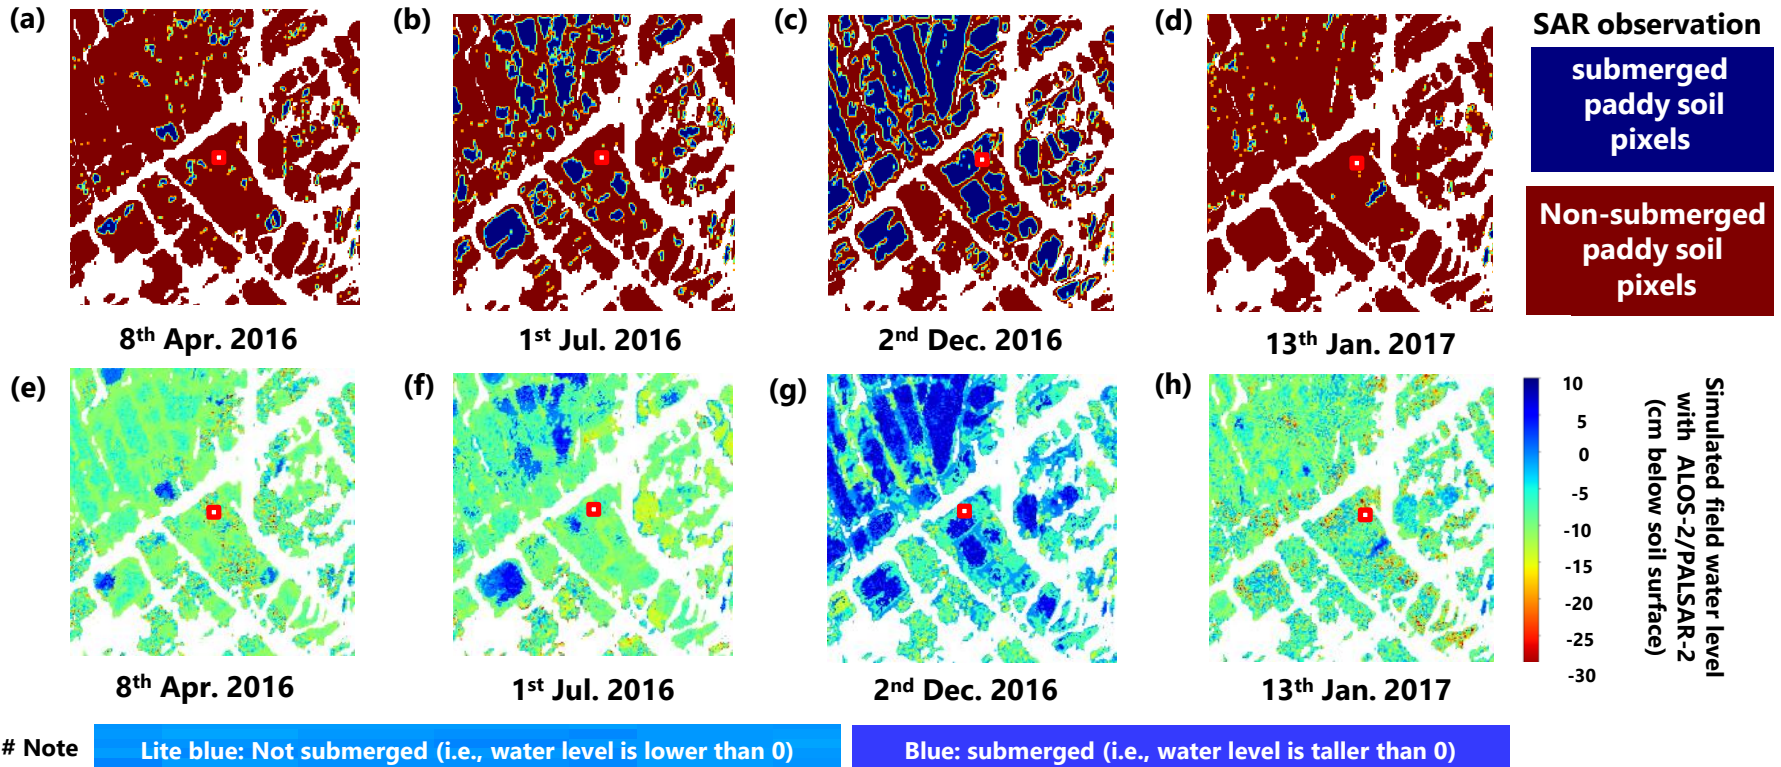 (a)
(b)
(c)
(d)
SAR observation
submerged
paddy soil
pixels
Non-submerged
paddy soil
pixels
8th Apr. 2016
1st Jul. 2016
2nd Dec. 2016
13th Jan. 2017
(e)
(f)
(g)
(h)
10
5
0
-5
-10
-15
-20
-25
-30
Simulated field water level
with ALOS-2/PALSAR-2
(cm below soil surface)
8th Apr. 2016
1st Jul. 2016
2nd Dec. 2016
13th Jan. 2017
# Note
Lite blue: Not submerged (i.e., water level is lower than 0)
Blue: submerged (i.e., water level is taller than 0)